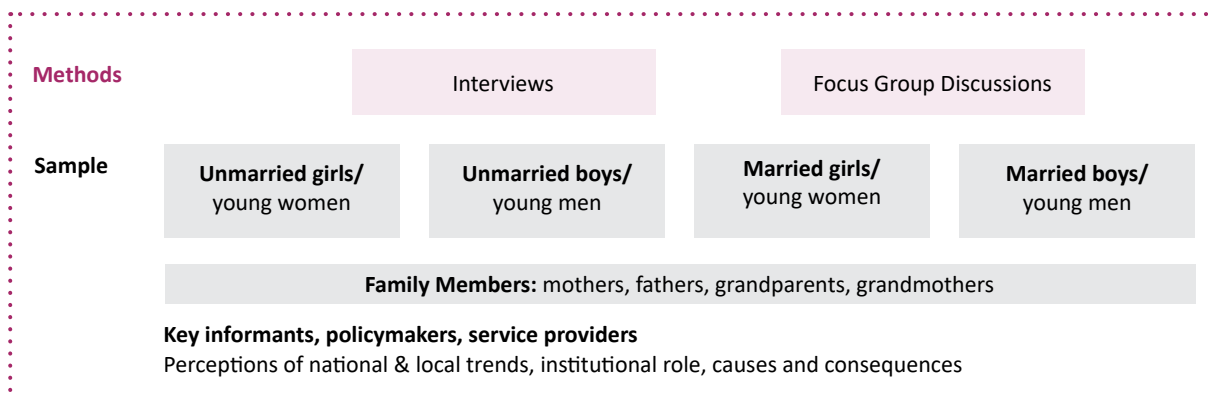 Methods
Interviews
Focus Group Discussions
Sample
Unmarried girls/
young women
Unmarried boys/
young men
Married girls/
young women
Married boys/
young men
Family Members: mothers, fathers, grandparents, grandmothers
Key informants, policymakers, service providers
Perceptions of national & local trends, institutional role, causes and consequences